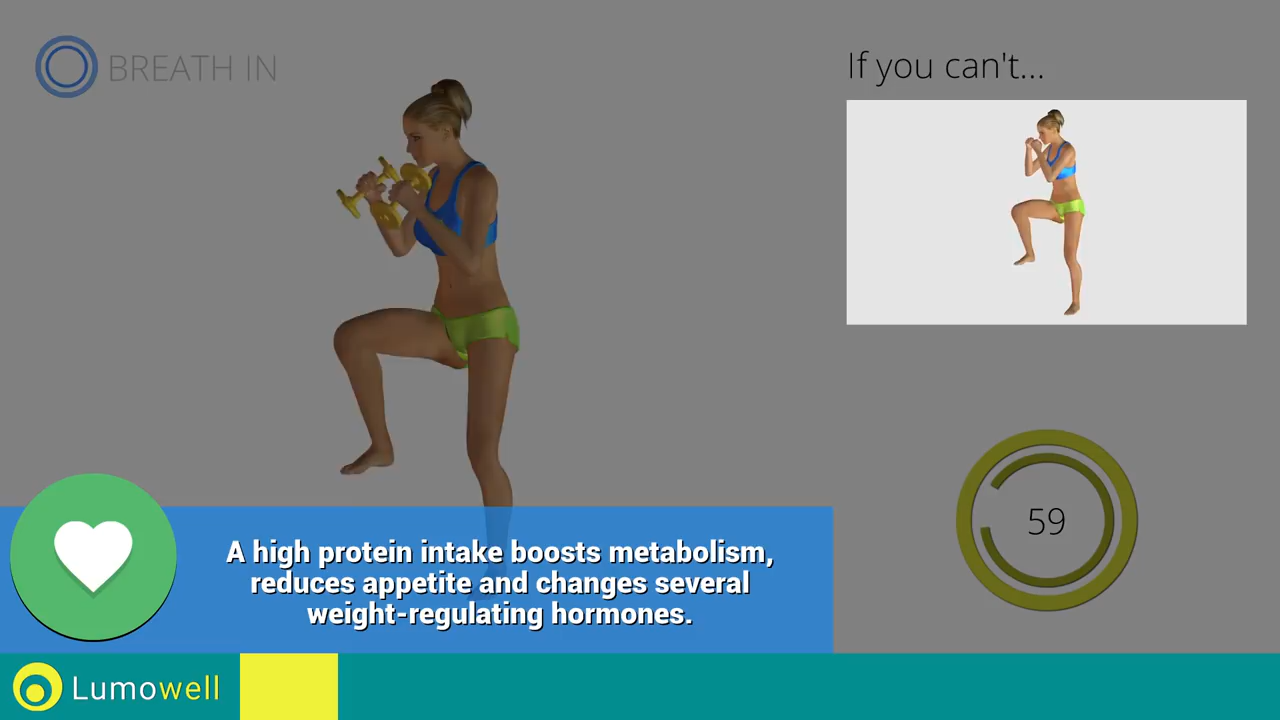 BREATH IN
If you can't...
59
A high protein intake boosts metabolism,
reduces appetite and changes several
weight-regulating hormones.
Lumowell